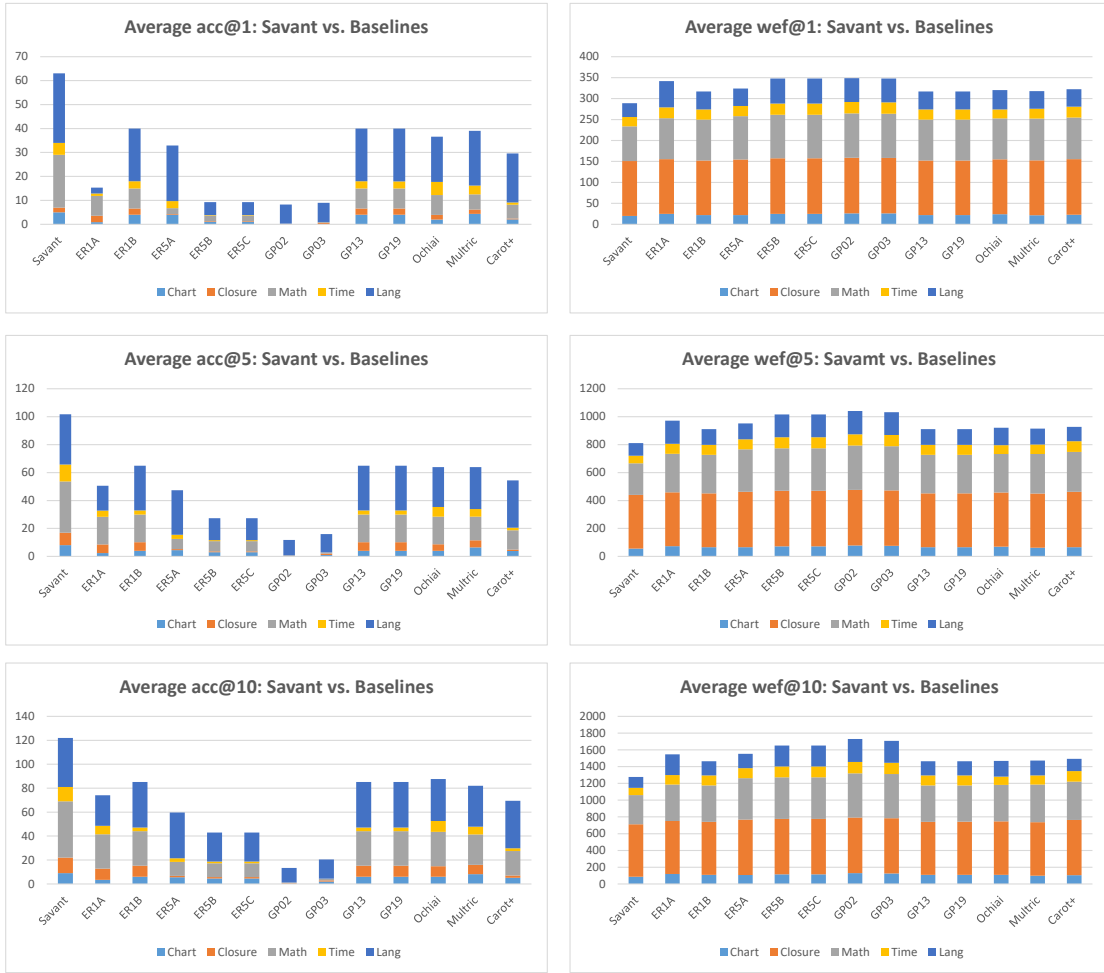 Average acc@1: Savant vs. Baselines
70
60
50
40
30
20
10
0
Savant ER1A ER1B ER5A ER5B ER5C GP02 GP03 GP13 GP19 Ochiai Multric Carot+
Chart Closure Math Time Lang
Average wef@1: Savant vs. Baselines
400
350
300
250
200
150
100
50
0
Savant ER1A ER1B ER5A ER5B ER5C GP02 GP03 GP13 GP19 Ochiai Multric Carot+
Chart Closure Math Time Lang
Average acc@5: Savant vs. Baselines
120
100
80
60
40
20
0
Savant ER1A ER1B ER5A ER5B ER5C GP02 GP03 GP13 GP19 Ochiai Multric Carot+
Chart Closure Math Time Lang
Average wef@5: Savamt vs. Baselines
1200
1000
800
600
400
200
0
Savant ER1A ER1B ER5A ER5B ER5C GP02 GP03 GP13 GP19 Ochiai Multric Carot+
Chart Closure Math Time Lang
Average acc@10: Savant vs. Baselines
140
120
100
80
60
40
20
0
Savant ER1A ER1B ER5A ER5B ER5C GP02 GP03 GP13 GP19 Ochiai Multric Carot+
Chart Closure Math Time Lang
Average wef@10: Savant vs. Baselines
2000
1800
1600
1400
1200
1000
800
600
400
200
0
Savant ER1A ER1B ER5A ER5B ER5C GP02 GP03 GP13 GP19 Ochiai Multric Carot+
Chart Closure Math Time Lang